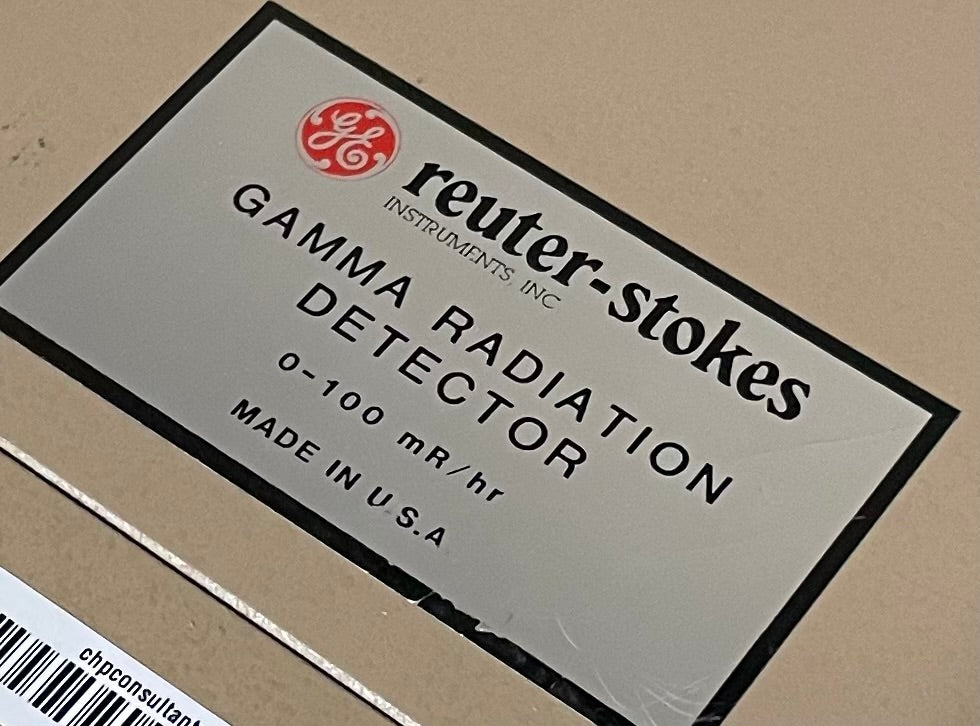 GE
reuter-stokes
INSTRUMENTS, INC
GAMMA RADIATION
DETECTOR
0-100 mR/hr
MADE IN U.S.A